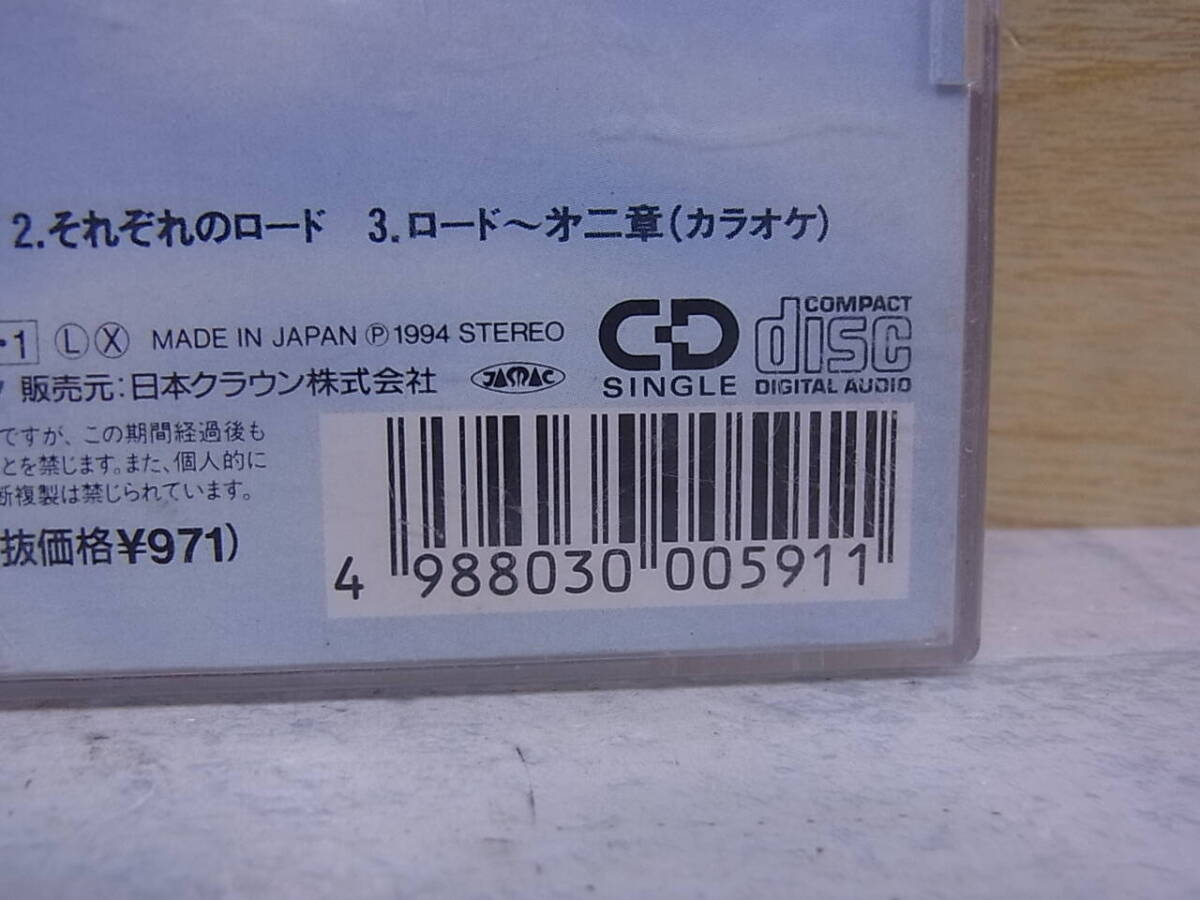 2.それぞれのロード 3.ロード〜第二章(カラオケ)
・1 Ⓛ Ⓧ MADE IN JAPAN Ⓟ 1994 STEREO
販売元:日本クラウン株式会社
CD
SINGLE
COMPACT
disc
DIGITAL AUDIO
ですが、この期間経過後も
とを禁じます。また、個人的に
断複製は禁じられています。
抜価格¥971)
4 988030 005911